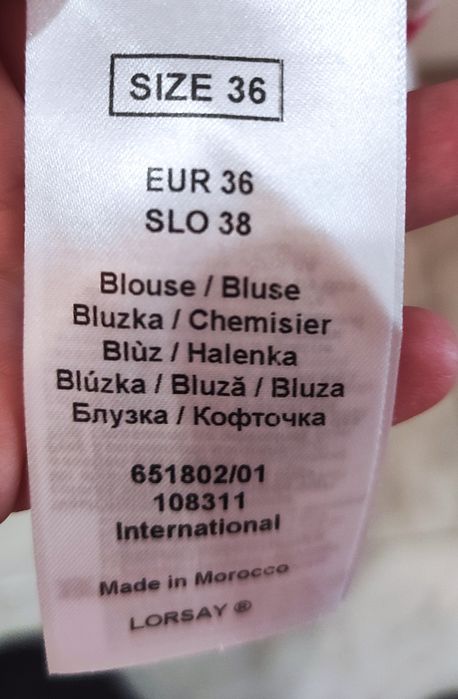 SIZE 36
EUR 36
SLO 38
Blouse / Bluse
Bluzka / Chemisier
Blùz / Halenka
Blúzka / Bluză / Bluza
Блузка / Кофточка
651802/01
108311
International
Made in Morocco
LORSAY ®